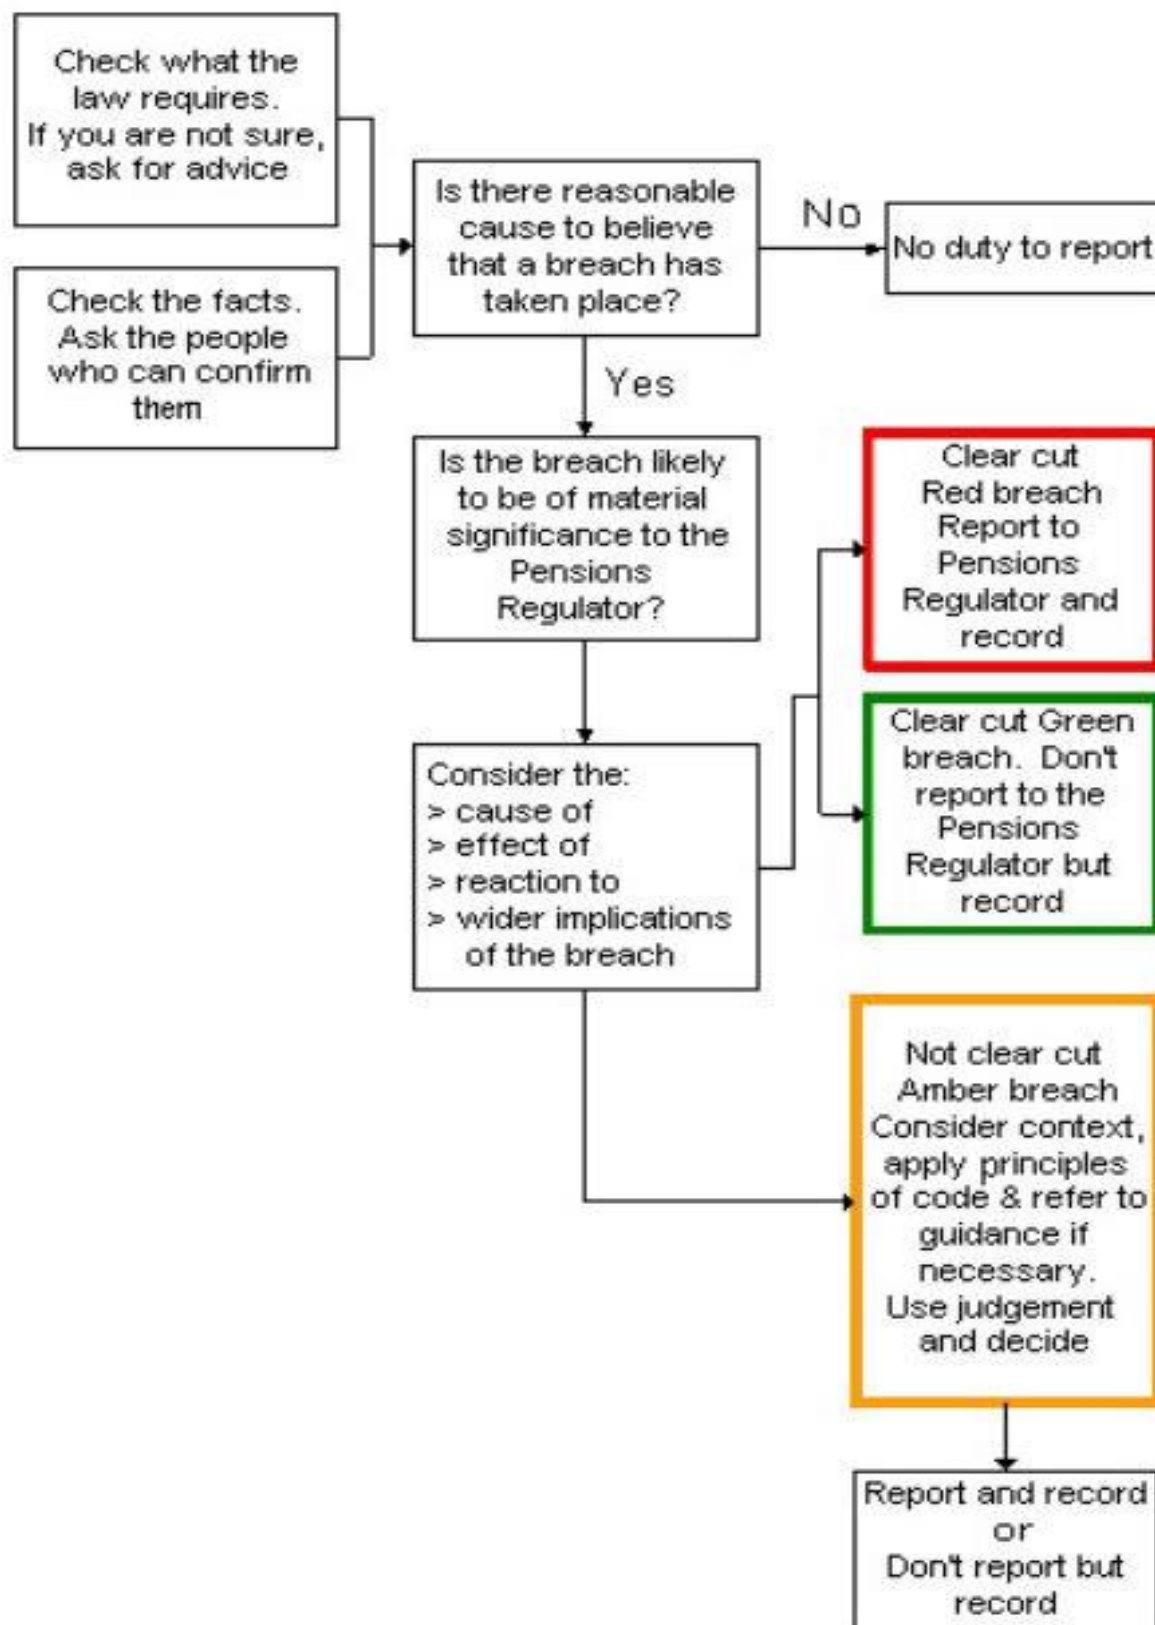 Check what the
law requires.
If you are not sure,
ask for advice
Check the facts.
Ask the people
who can confirm
them
Is there reasonable
cause to believe
that a breach has
taken place?
No
No duty to report
Yes
Is the breach likely
to be of material
significance to the
Pensions
Regulator?
Consider the:
> cause of
> effect of
> reaction to
> wider implications
of the breach
Clear cut
Red breach
Report to
Pensions
Regulator and
record
Clear cut Green
breach. Don't
report to the
Pensions
Regulator but
record
Not clear cut
Amber breach
Consider context,
apply principles
of code & refer to
guidance if
necessary.
Use judgement
and decide
Report and record
or
Don't report but
record